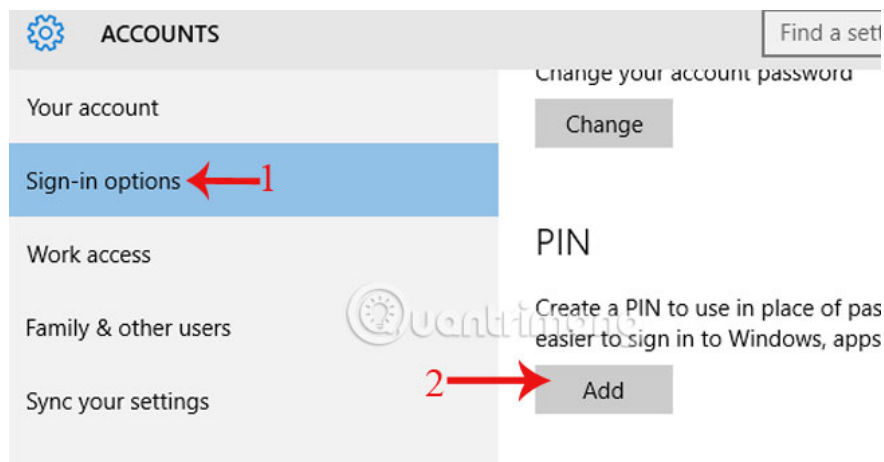 ACCOUNTS
Find a sett
Your account
Sign-in options
1
Work access
Family & other users
Sync your settings
Change your account password
Change
PIN
Create a PIN to use in place of pas
easier to sign in to Windows, apps
2
Add
Quantrimang